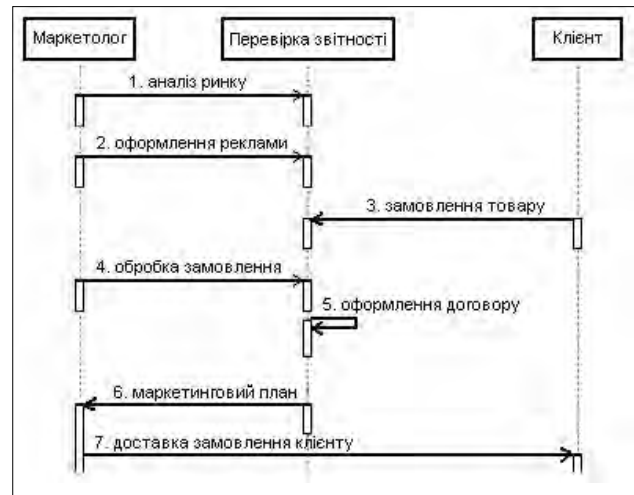 Маркетолог
Перевірка звітності
Клієнт
1. аналіз ринку
2. оформлення реклами
3. замовлення товару
4. обробка замовлення
5. оформлення договору
6. маркетинговий план
7. доставка замовлення клієнту